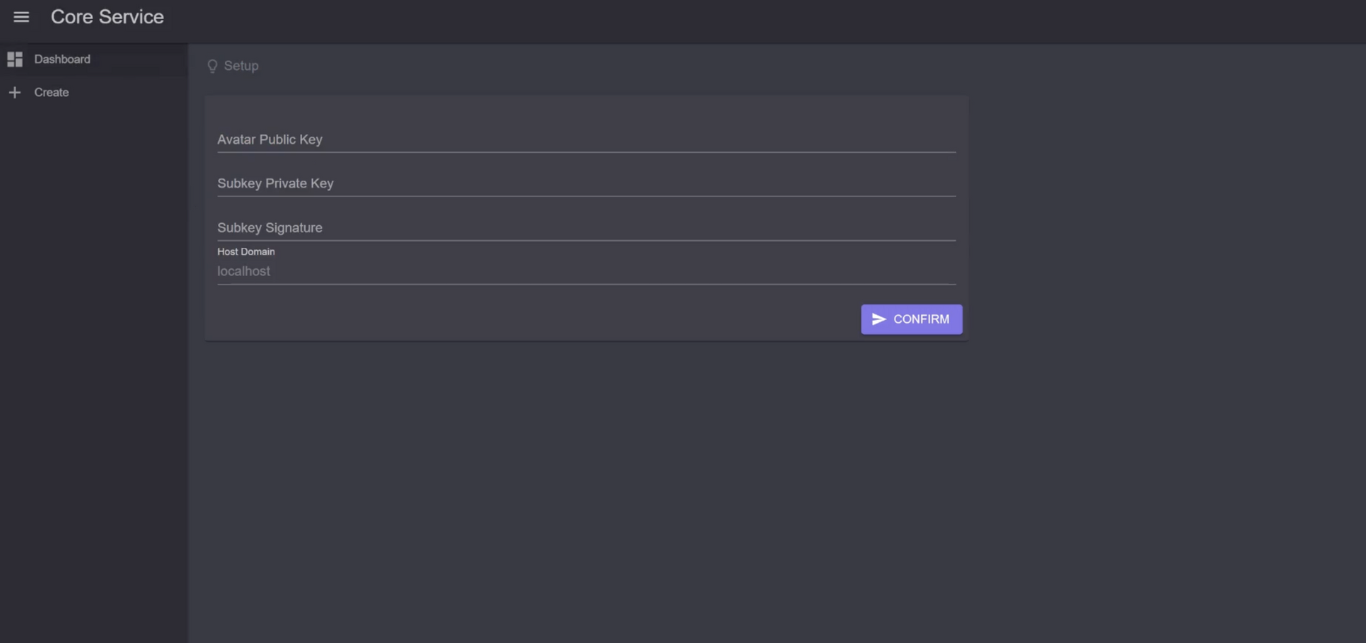 Core Service
Dashboard
Create
Setup
Avatar Public Key
Subkey Private Key
Subkey Signature
Host Domain
localhost
CONFIRM